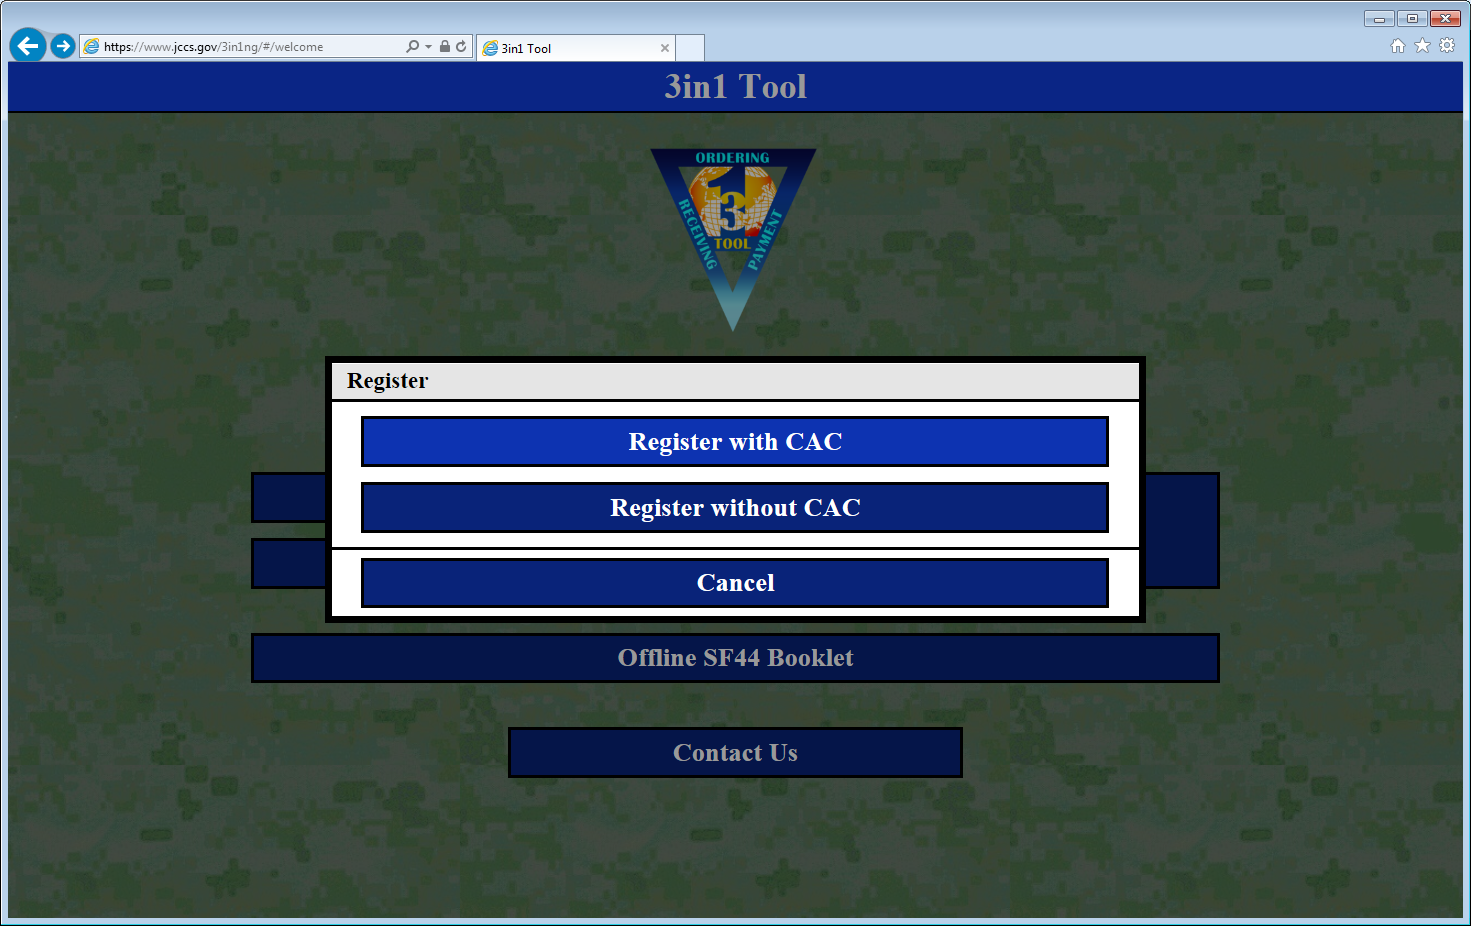 https://www.jccs.gov/3in1ng/#/welcome
3in1 Tool
3in1 Tool
ORDERING
1
3
TOOL
RECEIVING
PAYMENT
Register
Register with CAC
Register without CAC
Cancel
Offline SF44 Booklet
Contact Us